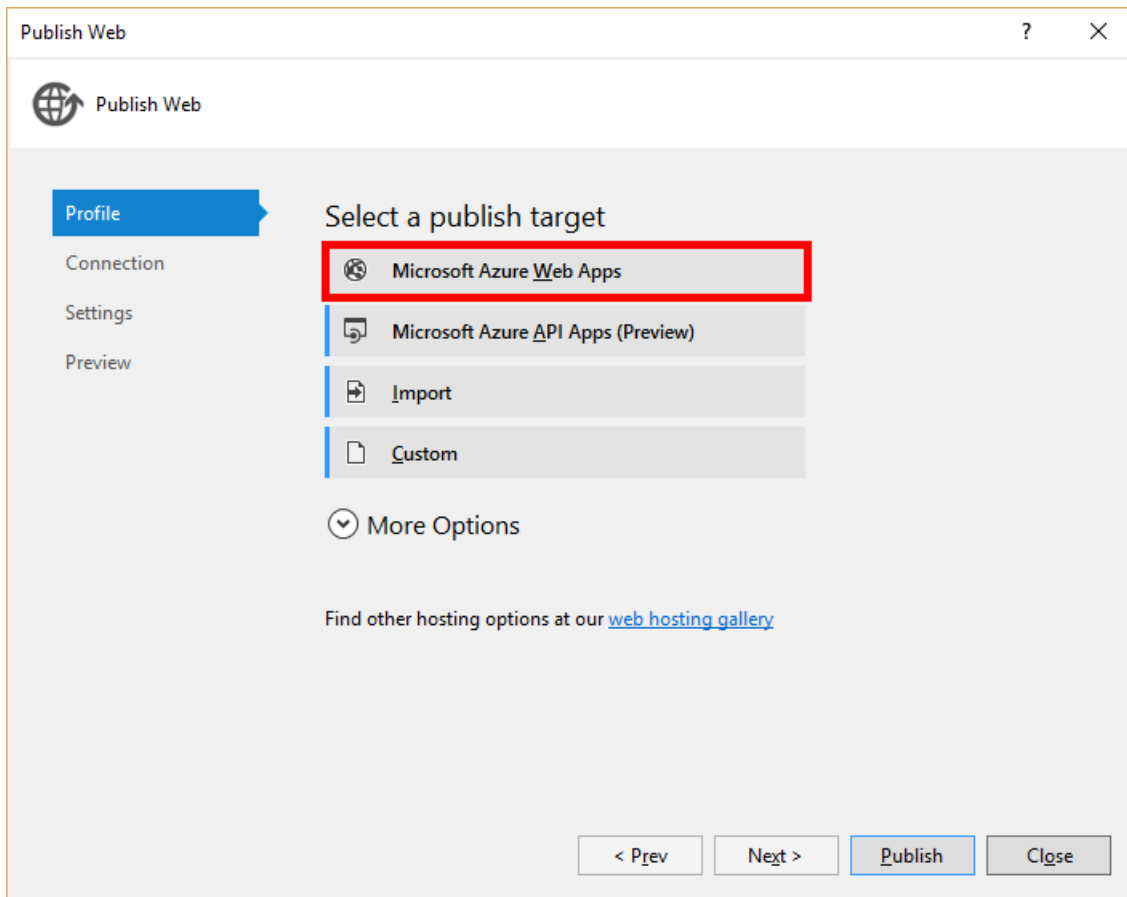 Publish Web
?
Publish Web
Profile
Connection
Settings
Preview
Select a publish target
Microsoft Azure Web Apps
Microsoft Azure API Apps (Preview)
Import
Custom
More Options
Find other hosting options at our web hosting gallery
< Prev
Next >
Publish
Close